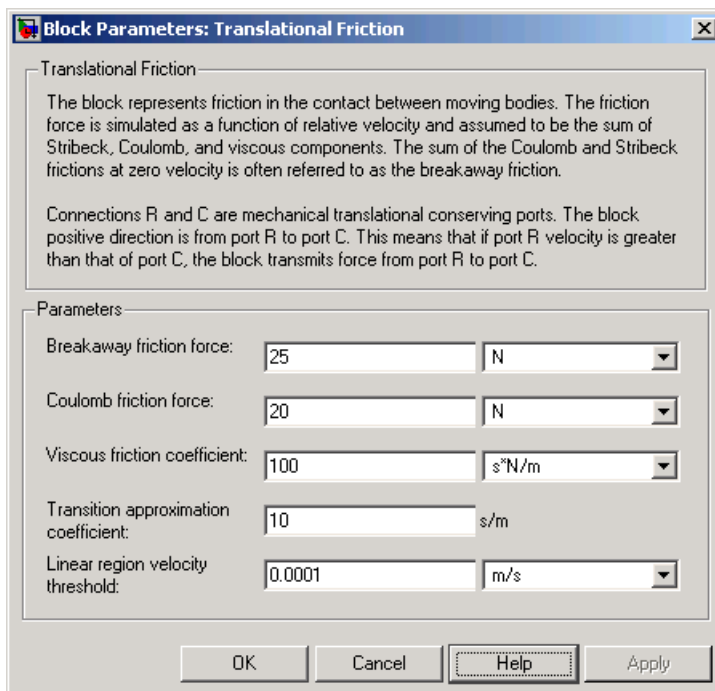 Block Parameters: Translational Friction
Translational Friction
The block represents friction in the contact between moving bodies. The friction
force is simulated as a function of relative velocity and assumed to be the sum of
Stribeck, Coulomb, and viscous components. The sum of the Coulomb and Stribeck
frictions at zero velocity is often referred to as the breakaway friction.
Connections R and C are mechanical translational conserving ports. The block
positive direction is from port R to port C. This means that if port R velocity is greater
than that of port C, the block transmits force from port R to port C.
Parameters
Breakaway friction force: 25 N
Coulomb friction force: 20 N
Viscous friction coefficient: 100 s*N/m
Transition approximation
coefficient: 10 s/m
Linear region velocity
threshold: 0.0001 m/s
OK Cancel Help Apply